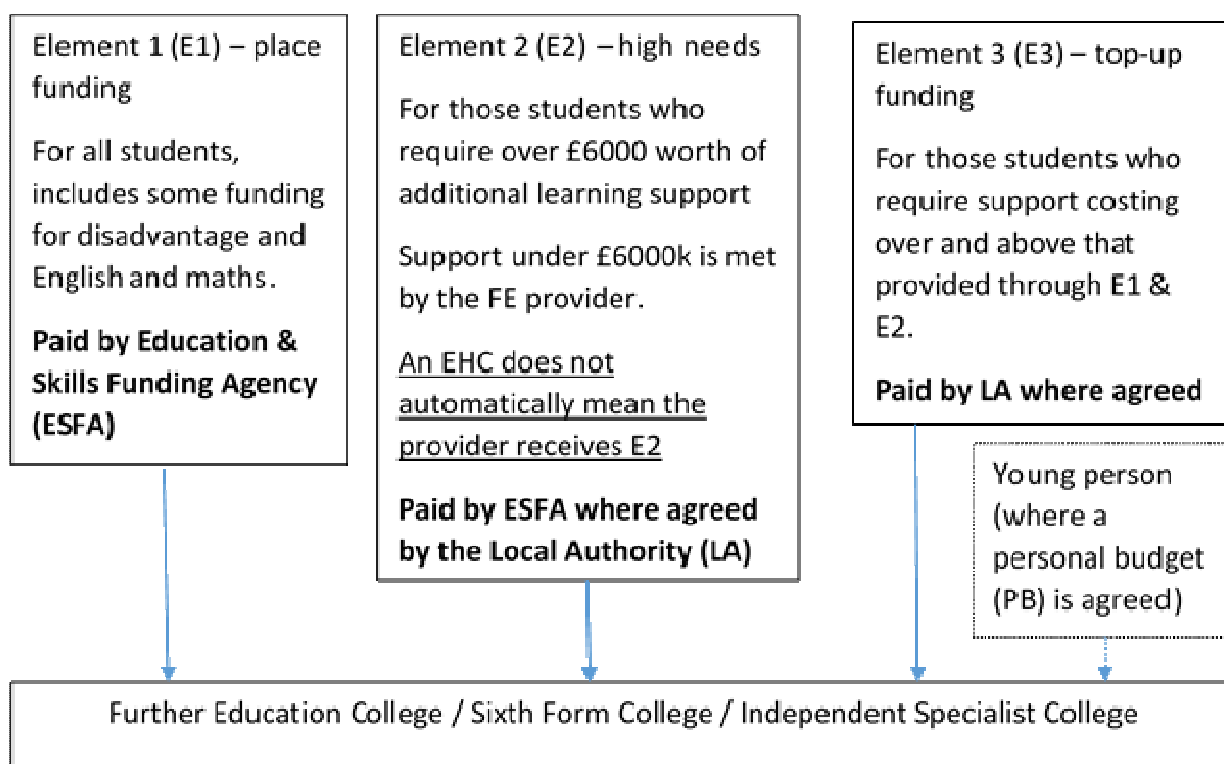 Element 1 (E1) – place
funding
For all students,
includes some funding
for disadvantage and
English and maths.
Paid by Education &
Skills Funding Agency
(ESFA)
Element 2 (E2) – high needs
For those students who
require over £6000 worth of
additional learning support
Support under £6000k is met
by the FE provider.
An EHC does not
automatically mean the
provider receives E2
Paid by ESFA where agreed
by the Local Authority (LA)
Element 3 (E3) – top-up
funding
For those students who
require support costing
over and above that
provided through E1 &
E2.
Paid by LA where agreed
Young person
(where a
personal budget
(PB) is agreed)
Further Education College / Sixth Form College / Independent Specialist College